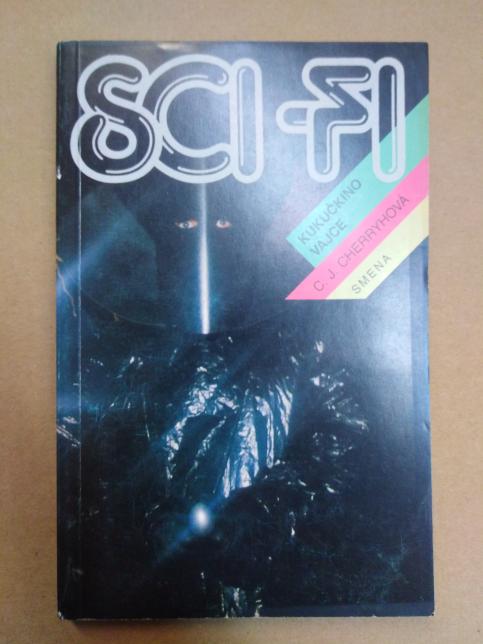 SCI-FI
KUKUČKINO
VAJCE
C. J. CHERRYHOVÁ
SMENA